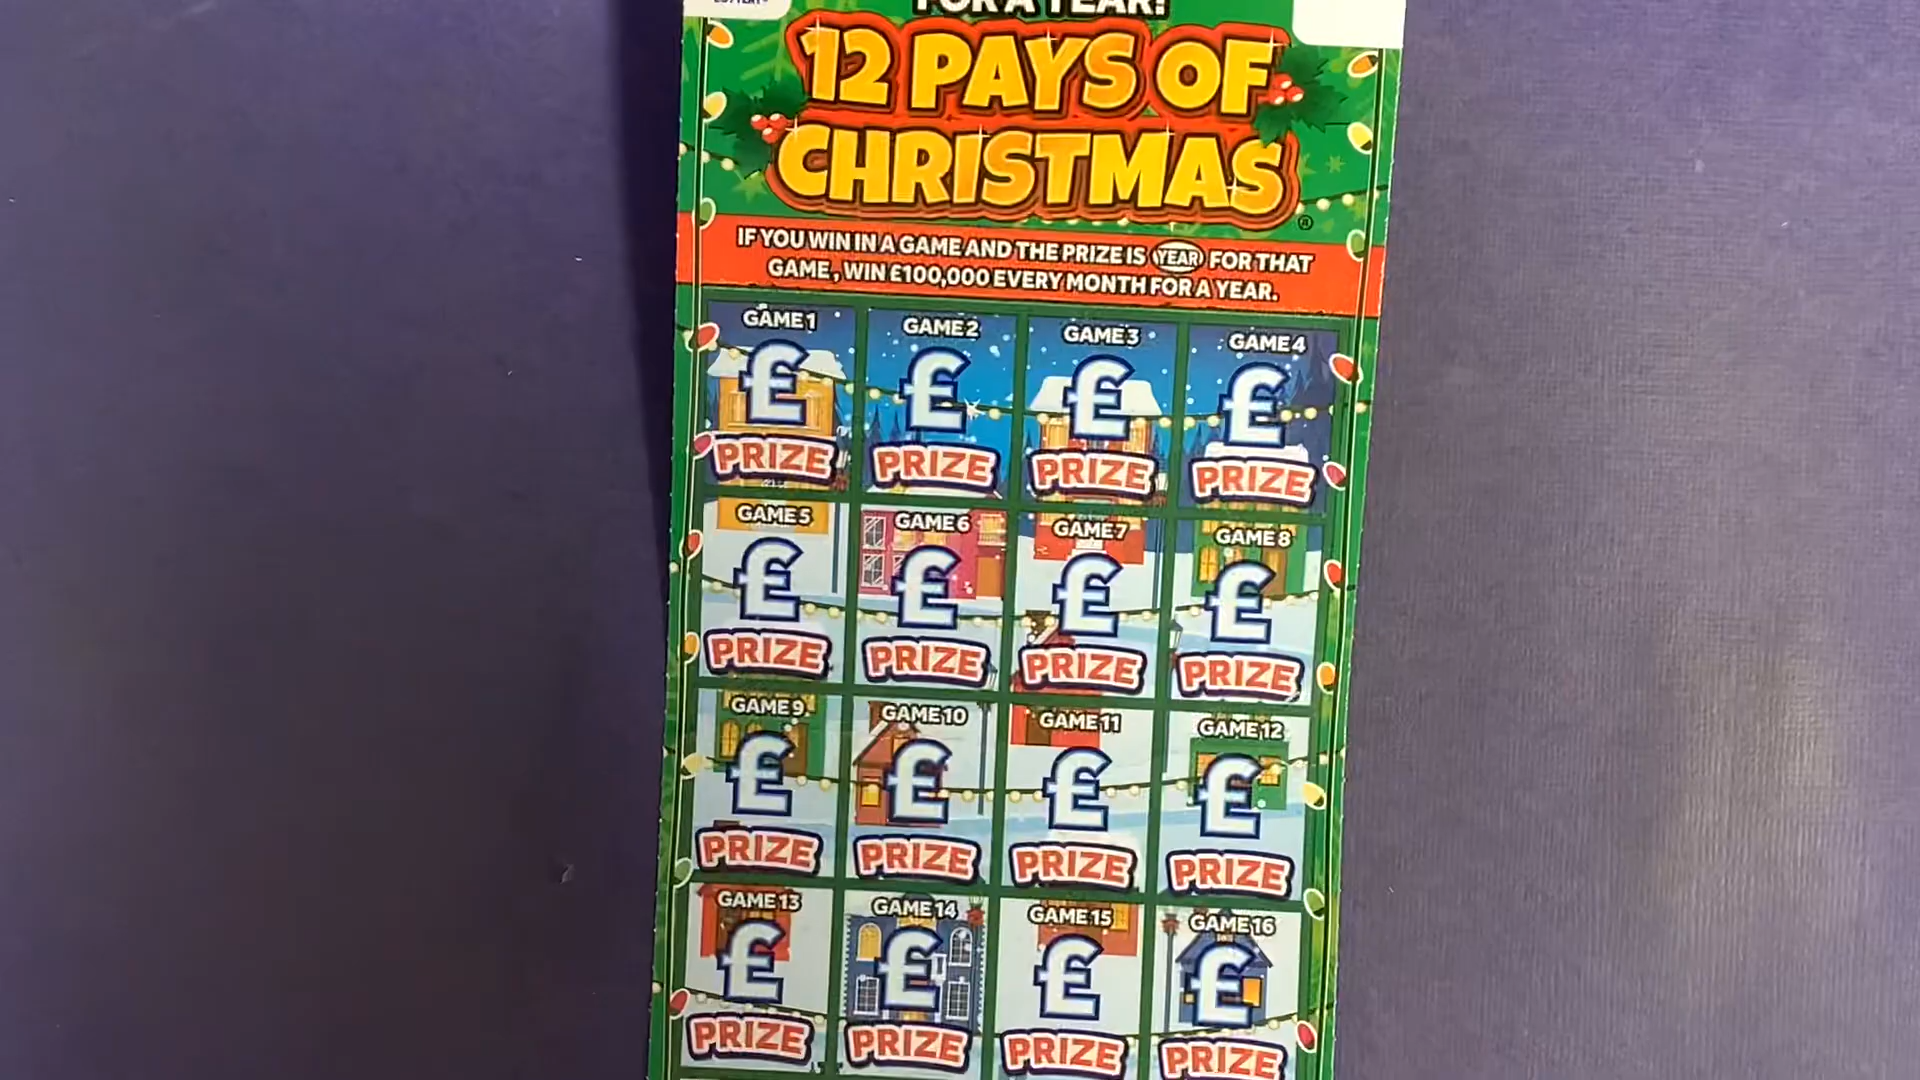 LOTTERY
FOR A YEAR!
12 PAYS OF
CHRISTMAS®
IF YOU WIN IN A GAME AND THE PRIZE IS YEAR FOR THAT
GAME, WIN £100,000 EVERY MONTH FOR A YEAR.
GAME 1 GAME 2 GAME 3 GAME 4
£ £ £ £
PRIZE PRIZE PRIZE PRIZE
GAME 5 GAME 6 GAME 7 GAME 8
£ £ £ £
PRIZE PRIZE PRIZE PRIZE
GAME 9 GAME 10 GAME 11 GAME 12
£ £ £ £
PRIZE PRIZE PRIZE PRIZE
GAME 13 GAME 14 GAME 15 GAME 16
£ £ £ £
PRIZE PRIZE PRIZE PRIZE